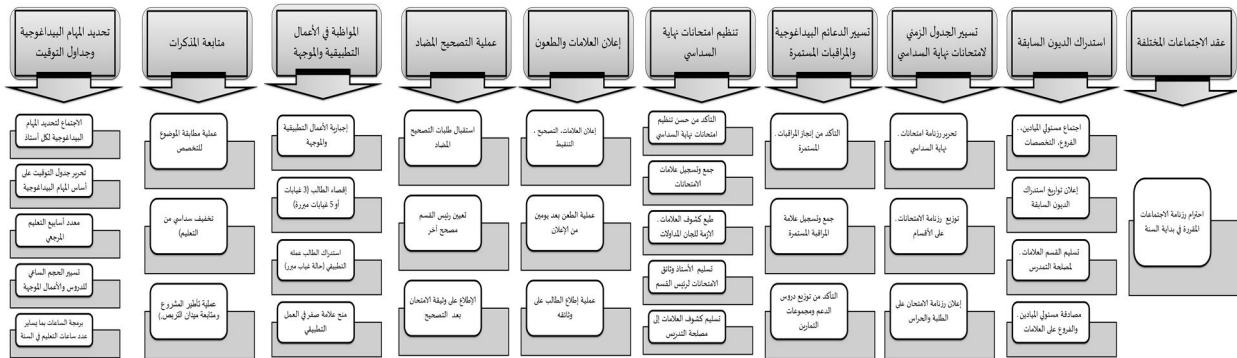 عقد الاجتماعات المختلفة
احترام رزنامة الاجتماعات
المقررة في بداية السنة
استدراك الديون السابقة
اجتماع مسئولي الميادين، .
الفروع، التخصصات
إعلان تواريخ استدراك
الديون السابقة
تسليم القسم العلامات .
لمصلحة التمدرس
مصادقة مسئولي الميادين .
والفروع على العلامات
تسيير الجدول الزمني
لامتحانات نهاية السداسي
تحرير رزنامة امتحانات .
نهاية السداسي
توزيع رزنامة الامتحانات .
على الأقسام
إعلان رزنامة الامتحان على
الطلبة والحراس
تسيير الدعائم البيداغوجية
والمراقبات المستمرة
التأكد من إنجاز المراقبات .
المستمرة
جمع وتسجيل علامة
المراقبة المستمرة
التأكد من توزيع دروس
الدعم ومجموعات
التمارين
تنظيم امتحانات نهاية
السداسي
التأكد من حسن تنظيم
امتحانات نهاية السداسي
جمع وتسجيل علامات
الامتحانات
طبع كشوف العلامات .
الازمة للجان المداولات
تسليم الأستاذ وثائق
الامتحانات لرئيس القسم
تسليم كشوف العلامات إلى
مصلحة التدريس
إعلان العلامات والطعون
إعلان العلامات، التصحيح ،
التنقيط
عملية الطعن بعد يومين
من الإعلان
عملية إطلاع الطالب على
وثائقه
عملية التصحيح المضاد
استقبال طلبات التصحيح
المضاد
تعيين رئيس القسم
مصحح آخر
الإطلاع على وثيقة الامتحان
بعد التصحيح
المواظبة في الأعمال
التطبيقية والموجهة
إجبارية الأعمال التطبيقية
والموجهة
إقصاء الطالب (3 غيابات
أو 5 غيابات مبررة)
استدراك الطالب عمله
التطبيقي (حالة غياب مبرر)
منح علامة صفر في العمل
التطبيقي
متابعة المذكرات
عملية مطابقة الموضوع
للتخصص
تخفيف سداسي من
التعليم)
عملية تأطير المشروع
ومتابعة ميدان التربص,)
تحديد المهام البيداغوجية
وجداول التوقيت
الاجتماع لتحديد المهام
البيداغوجية لكل أستاذ
تحرير جدول التوقيت على
أساس المهام البيداغوجية
معدد أسابيع التعليم
المرجعي
تسيير الحجم الساعي
للدروس والأعمال الموجهة
برمجة الساعات بما يساير
عدد ساعات التعليم في السنة